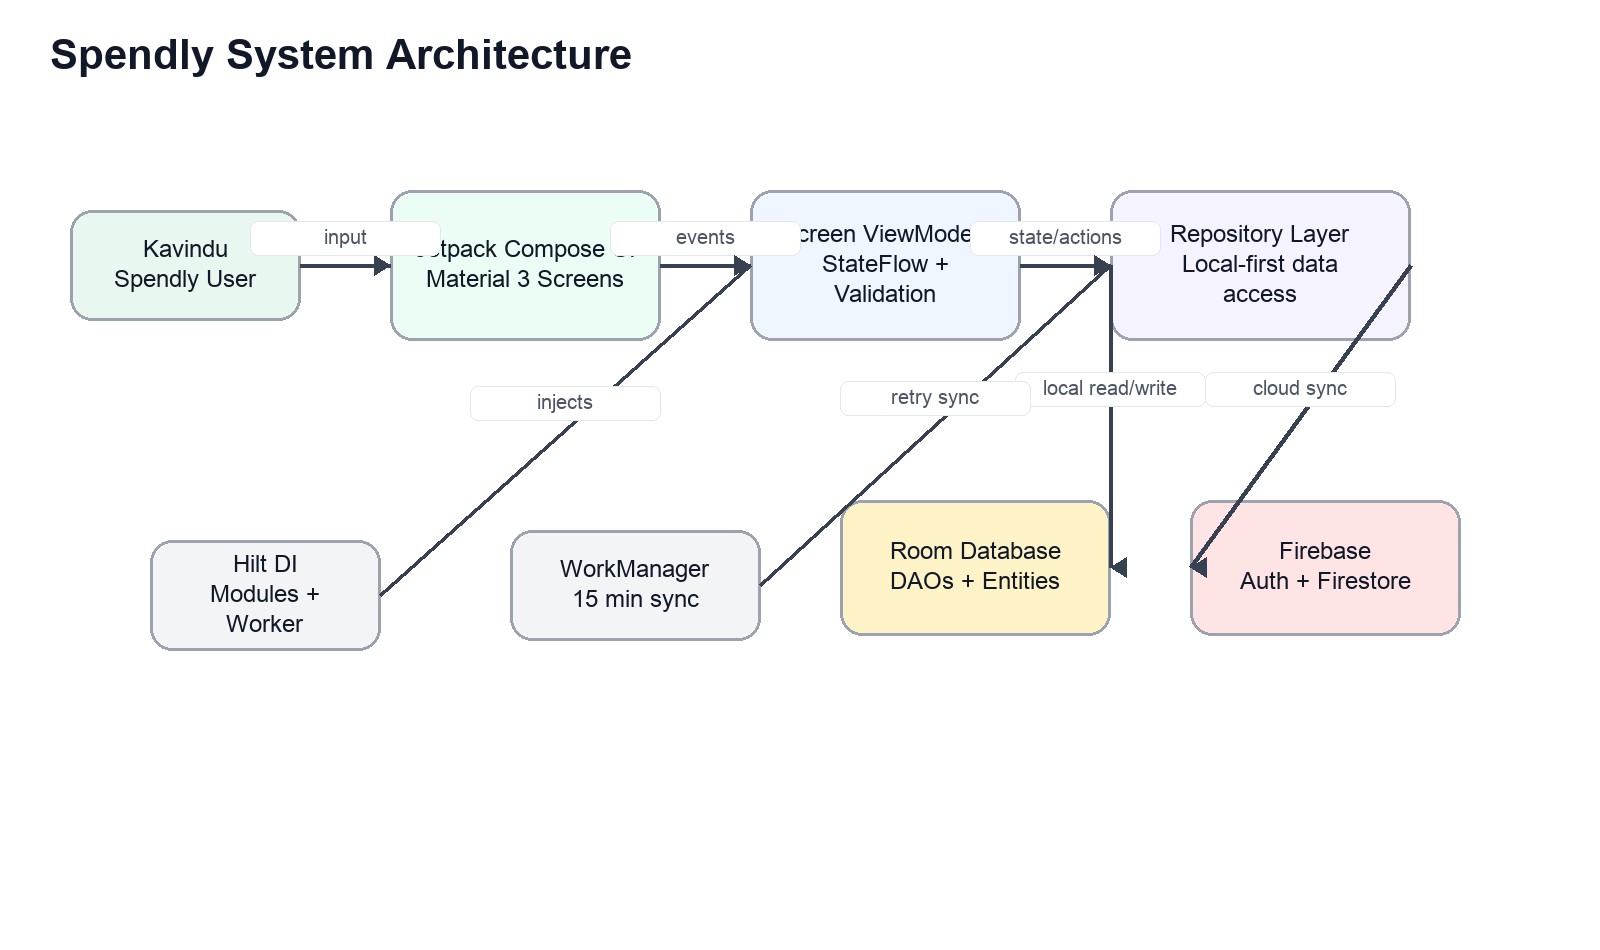 Spendly System Architecture
Kavindu
Spendly User
input
Compose
Material 3 Screens
events
StateFlow +
Validation
state/actions
Repository Layer
Local-first data
access
injects
retry sync
local read/write
cloud sync
Hilt DI
Modules +
Worker
WorkManager
15 min sync
Room Database
DAOs + Entities
Firebase
Auth + Firestore